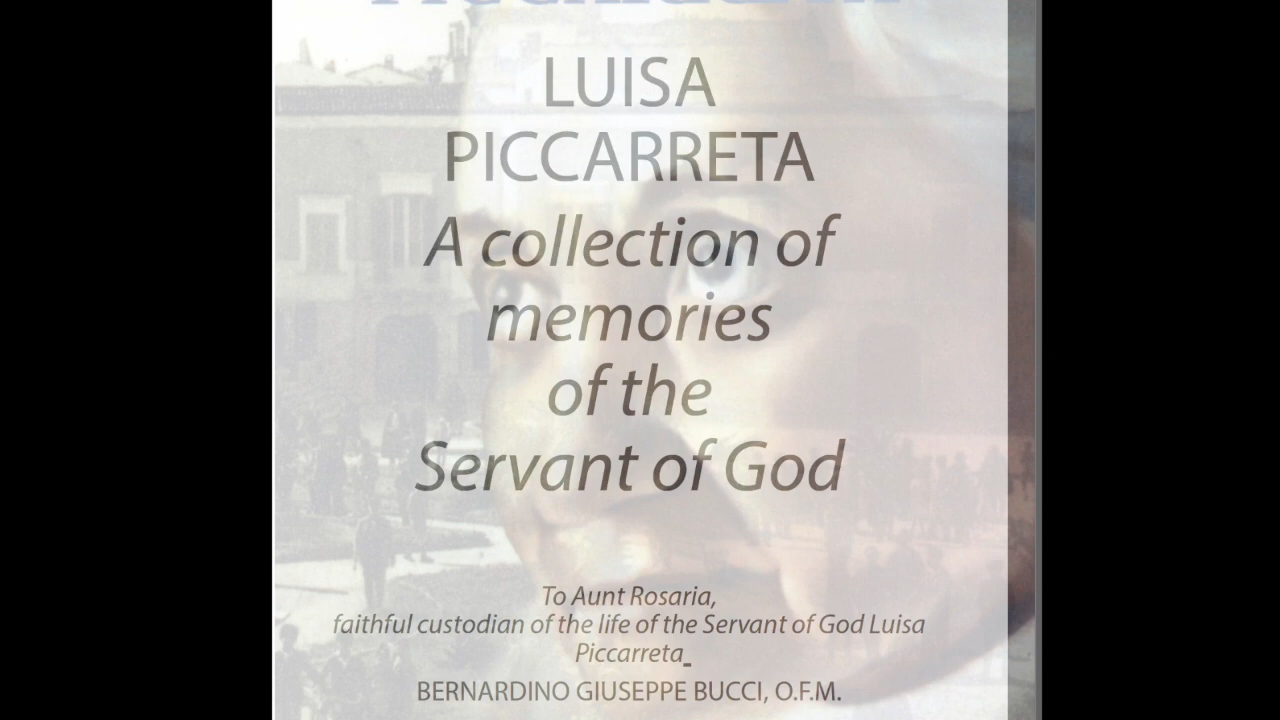 LUISA
PICCARRETA
A collection of
memories
of the
Servant of God
To Aunt Rosaria,
faithful custodian of the life of the Servant of God Luisa
Piccarreta
BERNARDINO GIUSEPPE BUCCI, O.F.M.